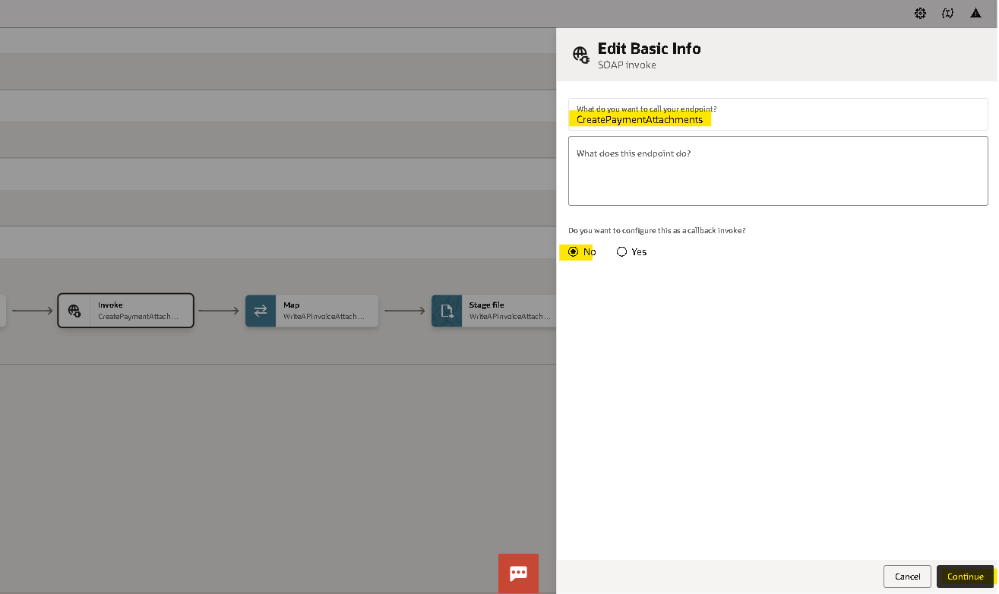 Edit Basic Info
SOAP invoke
What do you want to call your endpoint?
CreatePaymentAttachments
What does this endpoint do?
Do you want to configure this as a callback invoke?
No
Yes
Invoke
CreatePaymentAttach ...
Map
WriteAPInvoiceAttach ...
Stage file
WriteAPInvoiceAttach ...
Cancel
Continue